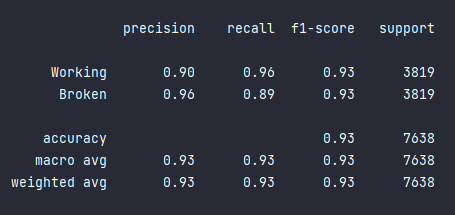 precision recall f1-score support
Working 0.90 0.96 0.93 3819
Broken 0.96 0.89 0.93 3819
accuracy 0.93 7638
macro avg 0.93 0.93 0.93 7638
weighted avg 0.93 0.93 0.93 7638